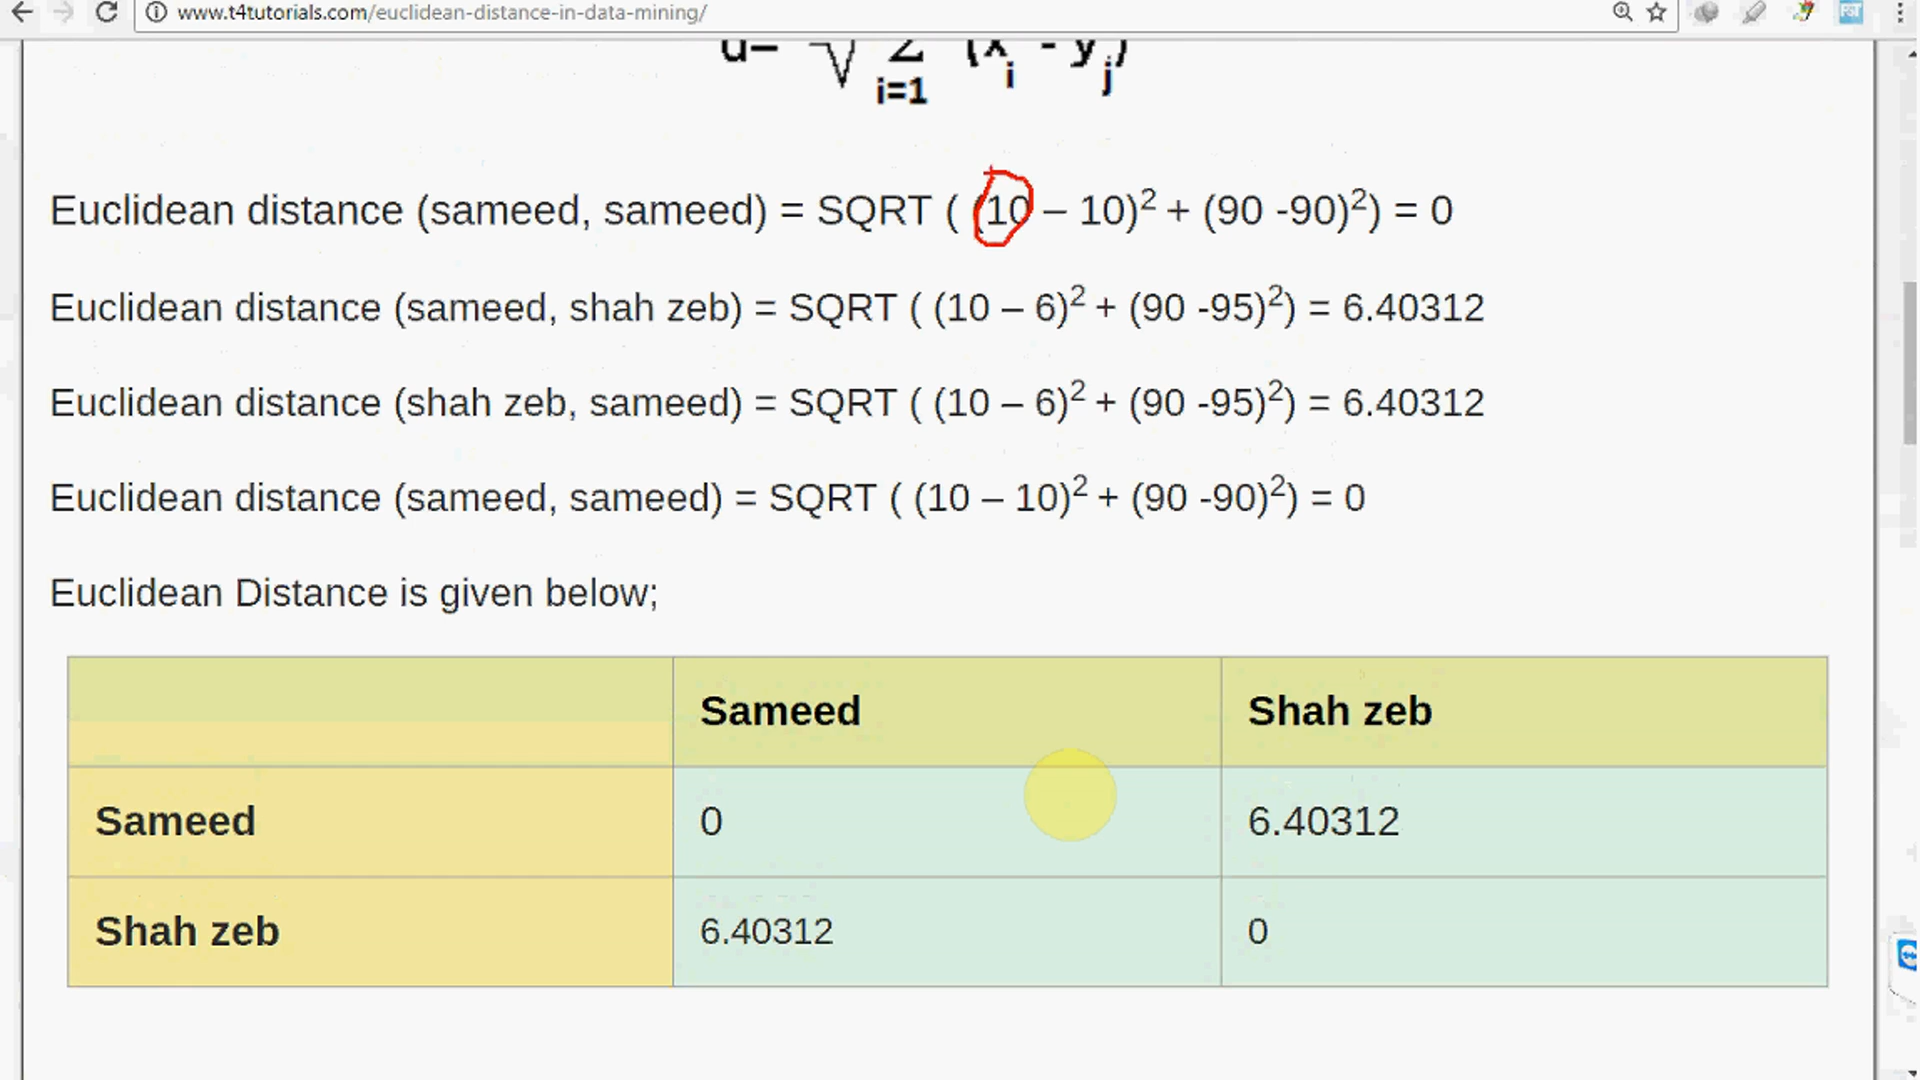 www.t4tutorials.com/euclidean-distance-in-data-mining/
d= √ Σ (x - y )
i j
i=1
Euclidean distance (sameed, sameed) = SQRT ( (10 – 10)² + (90 -90)²) = 0
Euclidean distance (sameed, shah zeb) = SQRT ( (10 – 6)² + (90 -95)²) = 6.40312
Euclidean distance (shah zeb, sameed) = SQRT ( (10 – 6)² + (90 -95)²) = 6.40312
Euclidean distance (sameed, sameed) = SQRT ( (10 – 10)² + (90 -90)²) = 0
Euclidean Distance is given below;
Sameed Shah zeb
Sameed 0 6.40312
Shah zeb 6.40312 0